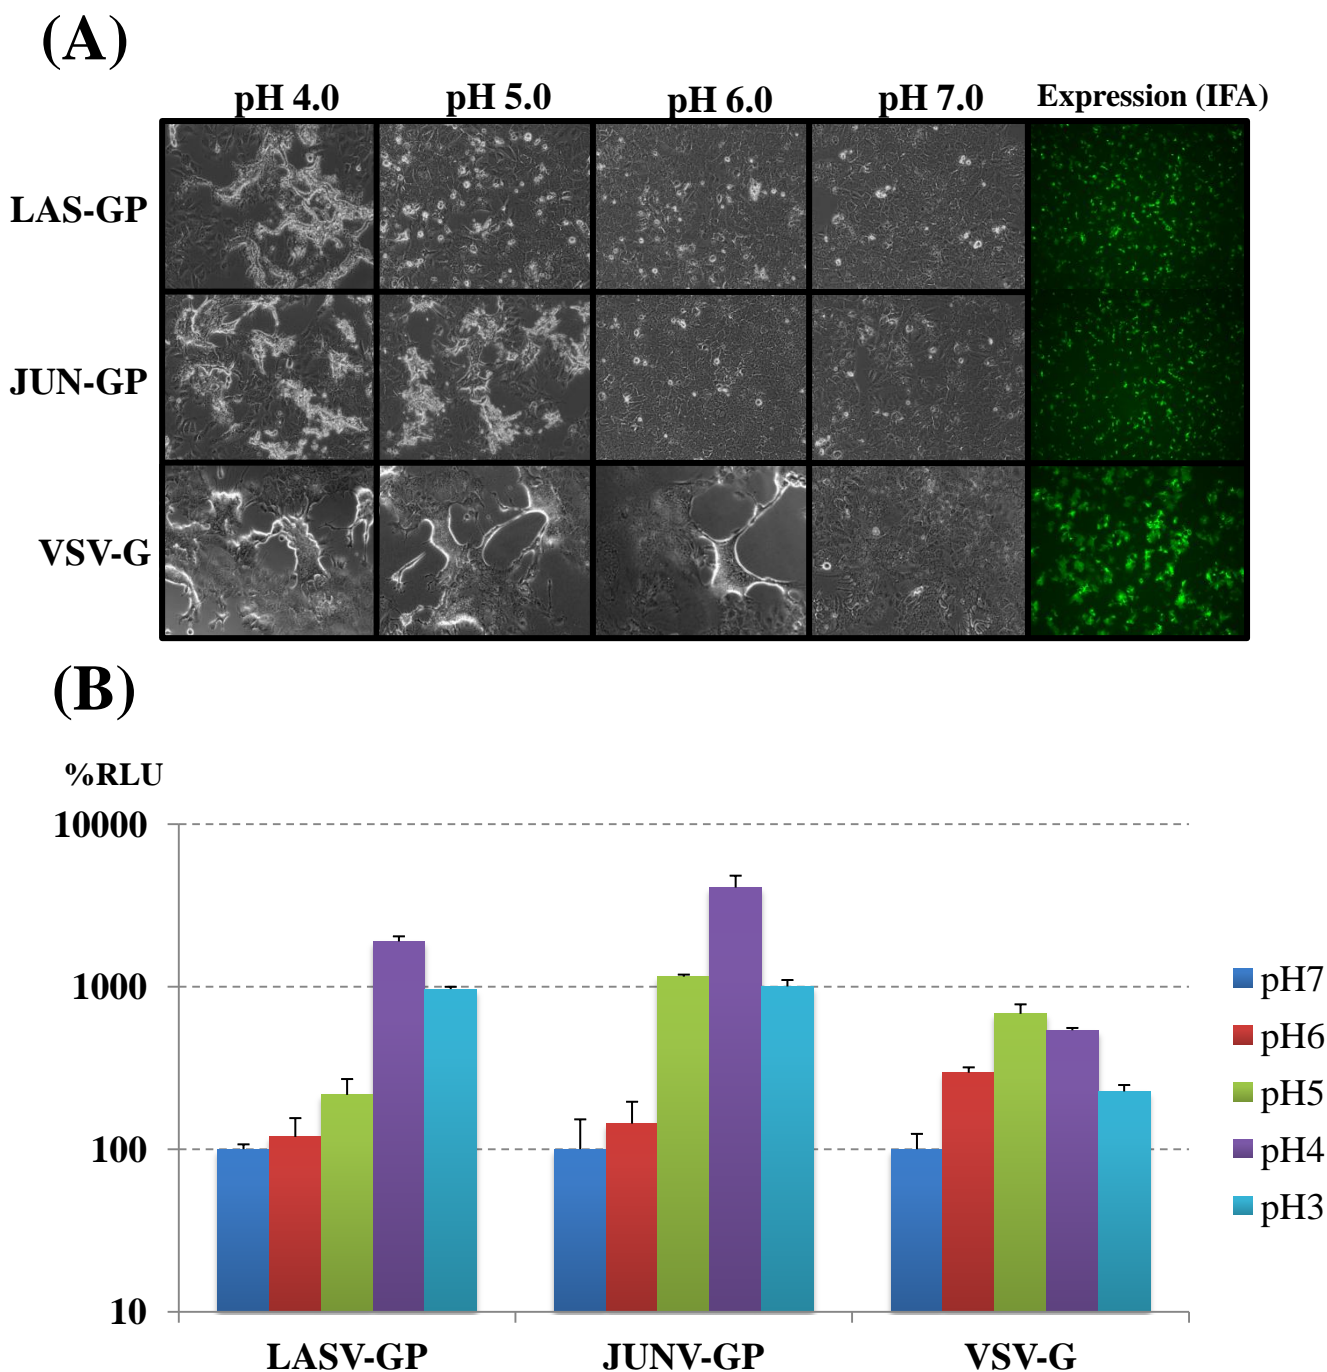 (A)
pH 4.0 pH 5.0 pH 6.0 pH 7.0 Expression (IFA)
LAS-GP
JUN-GP
VSV-G
(B)
%RLU
10000
1000
100
10
LASV-GP JUNV-GP VSV-G
pH7
pH6
pH5
pH4
pH3